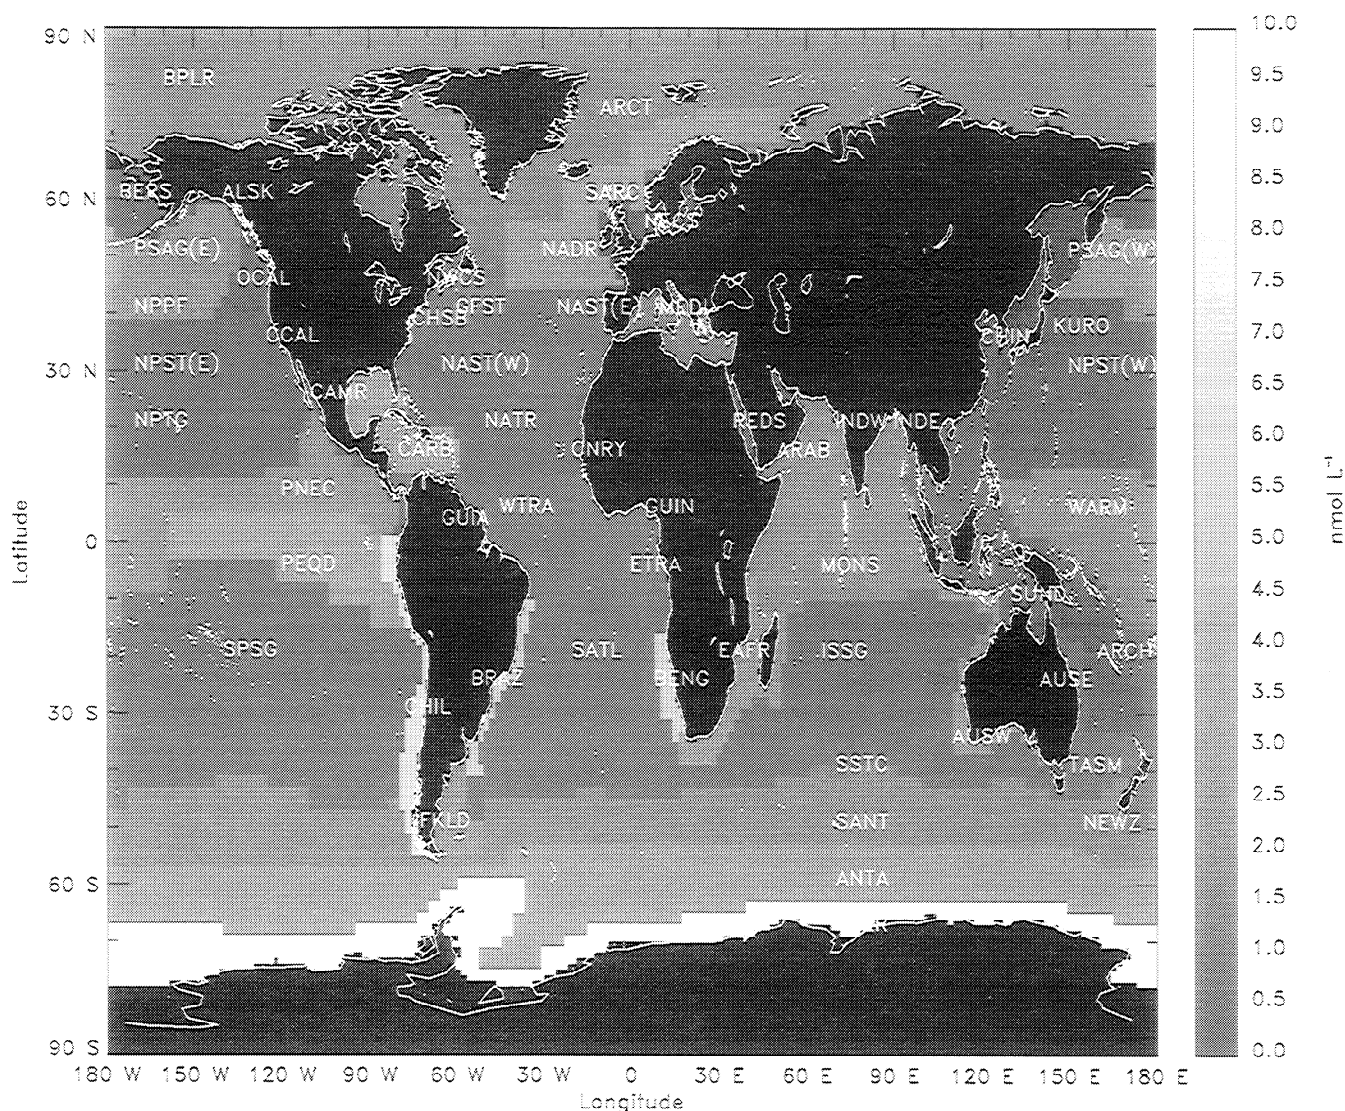 10.0
90 N
9.5
BPLR
ARCT
9.0
8.5
60 N BERS ALSK SARC
8.0
PSAG(E) NADR PSAG(W)
7.5
OCAL NWCS
NPPF GFST NAST(E) MEDI
7.0
CHSB KURO
CCAL CHIN
30 N NPST(E) NAST(W) NPST(W)
6.5
CAMR
NPTG NATR REDS INDW INDE
6.0
CARB CNRY ARAB
5.5
PNEC
WTRA GUIN WARM
GUIA
5.0
0
PEQD ETRA MONS
4.5
SUND
4.0
SPSG SATL EAFR ISSG ARCH
BRAZ BENG AUSE
3.5
CHIL
30 S
3.0
AUSW
SSTC TASM
2.5
FKLD SANT NEWZ
2.0
60 S ANTA
1.5
1.0
0.5
90 S
0.0
180 W 150 W 120 W 90 W 60 W 30 W 0 30 E 60 E 90 E 120 E 150 E 180 E
Longitude
Latitude
nmol L⁻¹